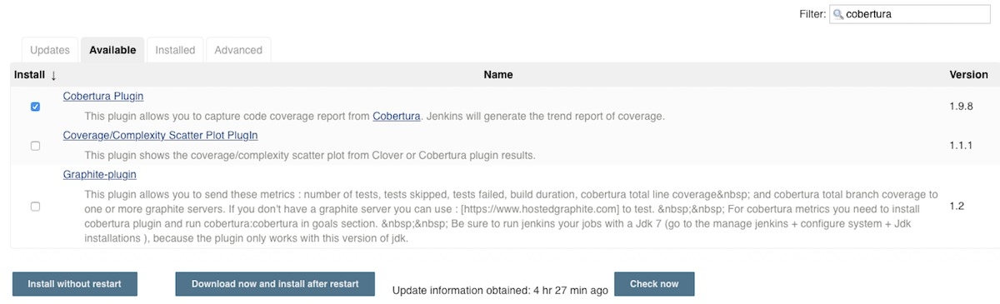 Filter: cobertura
Updates Available Installed Advanced
Install ↓ Name Version
Cobertura Plugin
This plugin allows you to capture code coverage report from Cobertura. Jenkins will generate the trend report of coverage.
1.9.8
Coverage/Complexity Scatter Plot PlugIn
This plugin shows the coverage/complexity scatter plot from Clover or Cobertura plugin results.
1.1.1
Graphite-plugin
This plugin allows you to send these metrics : number of tests, tests skipped, tests failed, build duration, cobertura total line coverage&nbsp; and cobertura total branch coverage to
one or more graphite servers. If you don't have a graphite server you can use : [https://www.hostedgraphite.com] to test. &nbsp;&nbsp; For cobertura metrics you need to install
cobertura plugin and run cobertura:cobertura in goals section. &nbsp;&nbsp; Be sure to run jenkins your jobs with a Jdk 7 (go to the manage jenkins + configure system + Jdk
installations ), because the plugin only works with this version of jdk.
1.2
Install without restart Download now and install after restart Update information obtained: 4 hr 27 min ago Check now